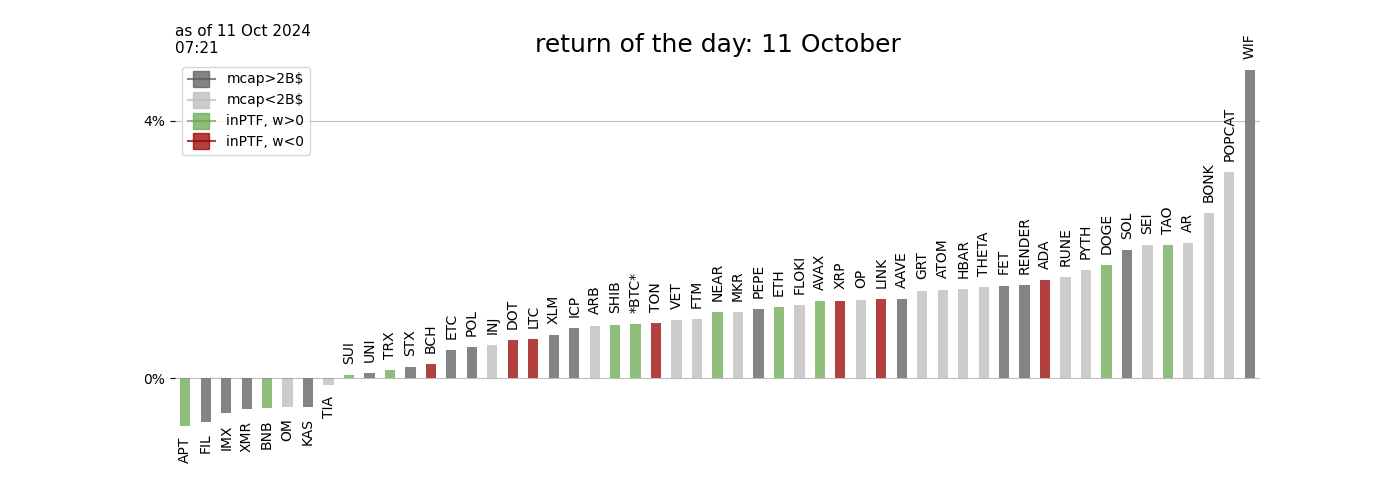 as of 11 Oct 2024
07:21
return of the day: 11 October
mcap>2B$
mcap<2B$
inPTF, w>0
inPTF, w<0
4%
0%
APT
FIL
IMX
XMR
BNB
OM
KAS
TIA
SUI
UNI
TRX
STX
BCH
ETC
POL
INJ
DOT
LTC
XLM
ICP
ARB
SHIB
*BTC*
TON
VET
FTM
NEAR
MKR
PEPE
ETH
FLOKI
AVAX
XRP
OP
LINK
AAVE
GRT
ATOM
HBAR
THETA
FET
RENDER
ADA
RUNE
PYTH
DOGE
SOL
SEI
TAO
AR
BONK
POPCAT
WIF